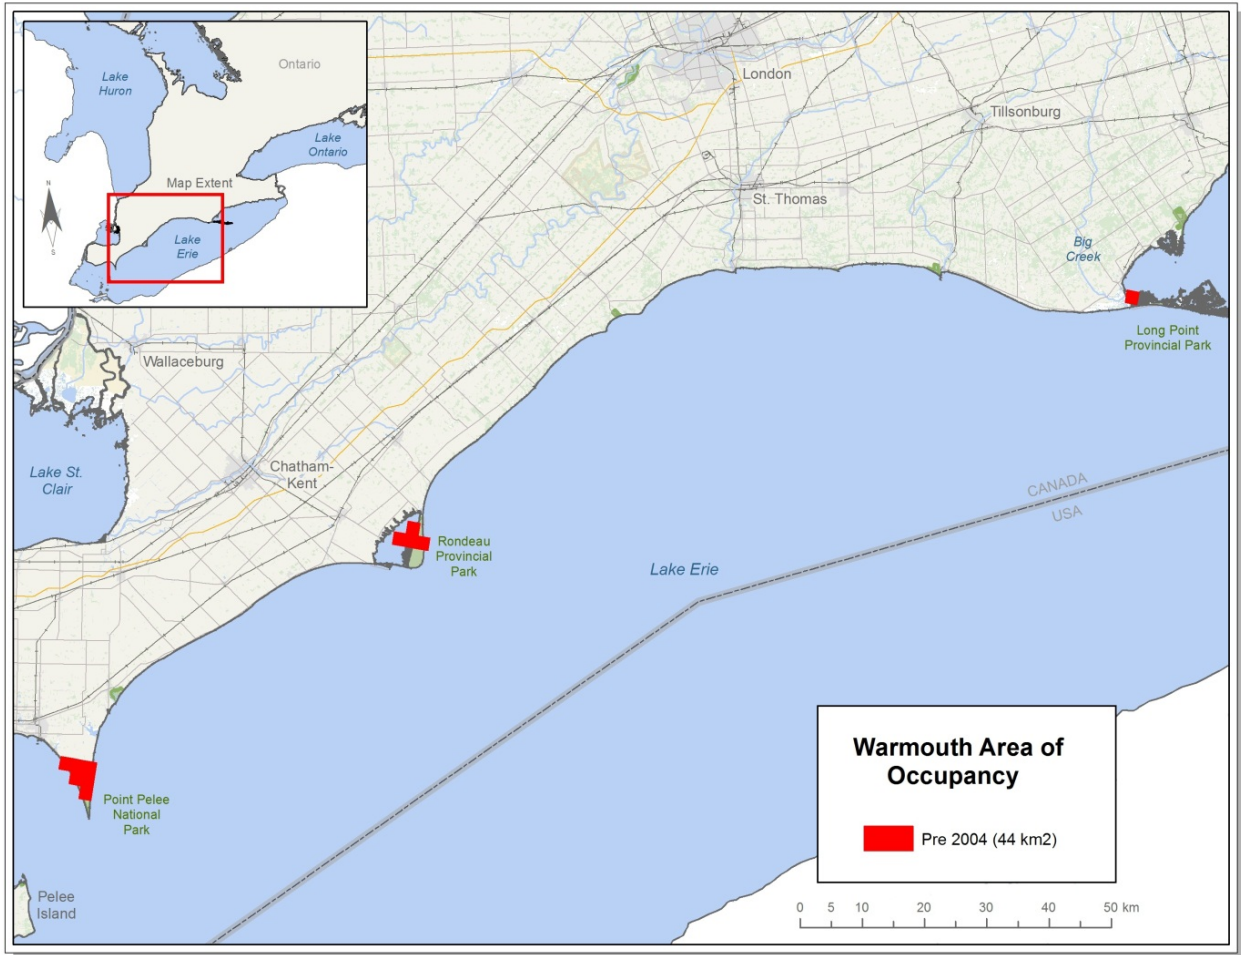 Ontario
Lake
Huron
Lake
Ontario
Map Extent
N
S
Lake
Erie
London
Tillsonburg
St. Thomas
Big
Creek
Long Point
Provincial Park
Wallaceburg
Lake St.
Clair
Chatham-
Kent
CANADA
USA
Rondeau
Provincial
Park
Lake Erie
Point Pelee
National
Park
Pelee
Island
Warmouth Area of
Occupancy
Pre 2004 (44 km2)
0 5 10 20 30 40 50 km